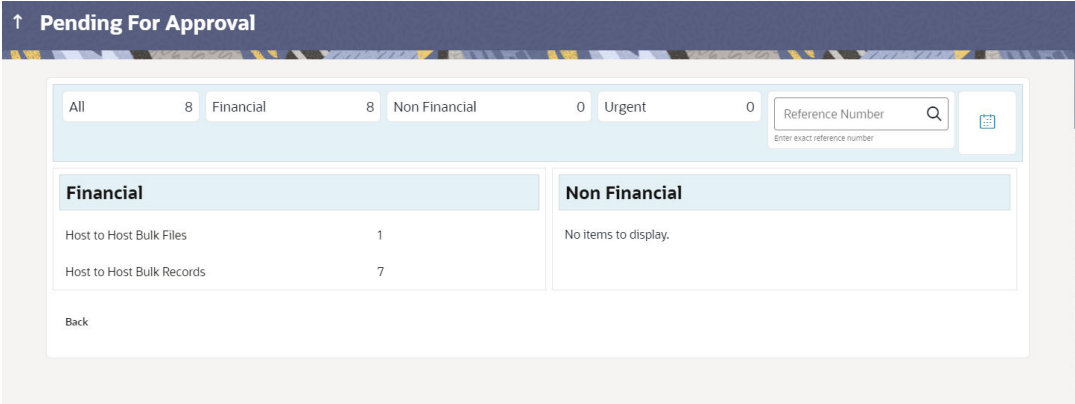 ↑ Pending For Approval
All 8 Financial 8 Non Financial 0 Urgent 0 Reference Number
Enter exact reference number
Financial
Host to Host Bulk Files 1
Host to Host Bulk Records 7
Non Financial
No items to display.
Back